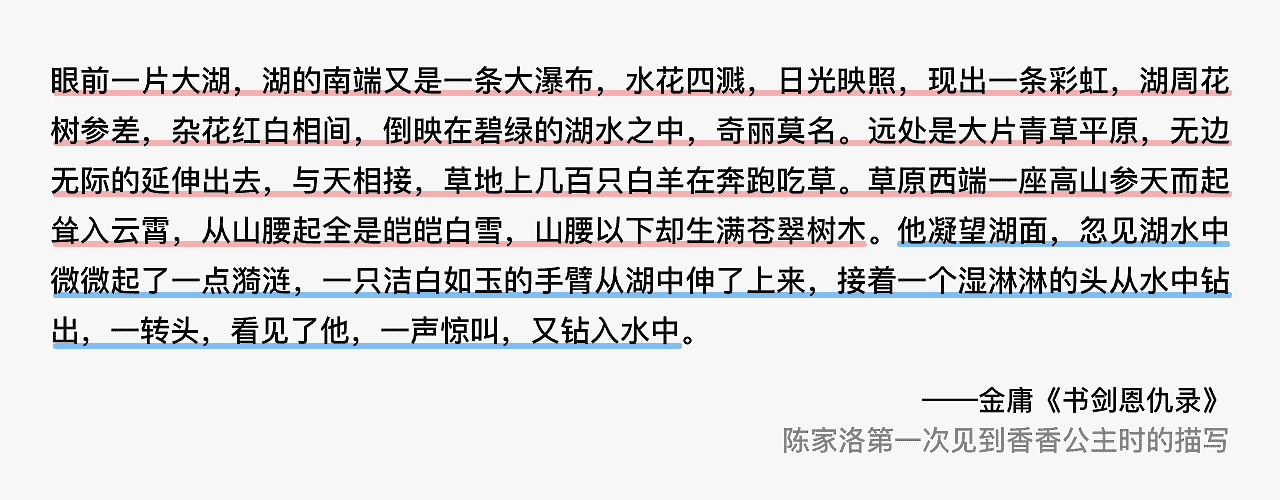 眼前一片大湖，湖的南端又是一条大瀑布，水花四溅，日光映照，现出一条彩虹，湖周花
树参差，杂花红白相间，倒映在碧绿的湖水之中，奇丽莫名。远处是大片青草平原，无边
无际的延伸出去，与天相接，草地上几百只白羊在奔跑吃草。草原西端一座高山参天而起
耸入云霄，从山腰起全是皑皑白雪，山腰以下却生满苍翠树木。他凝望湖面，忽见湖水中
微微起了一点漪涟，一只洁白如玉的手臂从湖中伸了上来，接着一个湿淋淋的头从水中钻
出，一转头，看见了他，一声惊叫，又钻入水中。
——金庸《书剑恩仇录》
陈家洛第一次见到香香公主时的描写